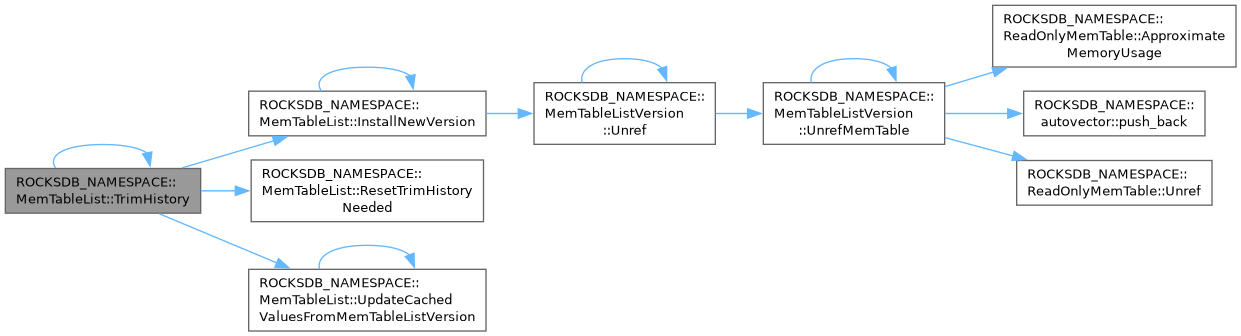 ROCKSDB_NAMESPACE::
MemTableList::TrimHistory
ROCKSDB_NAMESPACE::
MemTableList::InstallNewVersion
ROCKSDB_NAMESPACE::
MemTableListVersion
::Unref
ROCKSDB_NAMESPACE::
MemTableListVersion
::UnrefMemTable
ROCKSDB_NAMESPACE::
ReadOnlyMemTable::Approximate
MemoryUsage
ROCKSDB_NAMESPACE::
autovector::push_back
ROCKSDB_NAMESPACE::
ReadOnlyMemTable::Unref
ROCKSDB_NAMESPACE::
MemTableList::ResetTrimHistory
Needed
ROCKSDB_NAMESPACE::
MemTableList::UpdateCached
ValuesFromMemTableListVersion